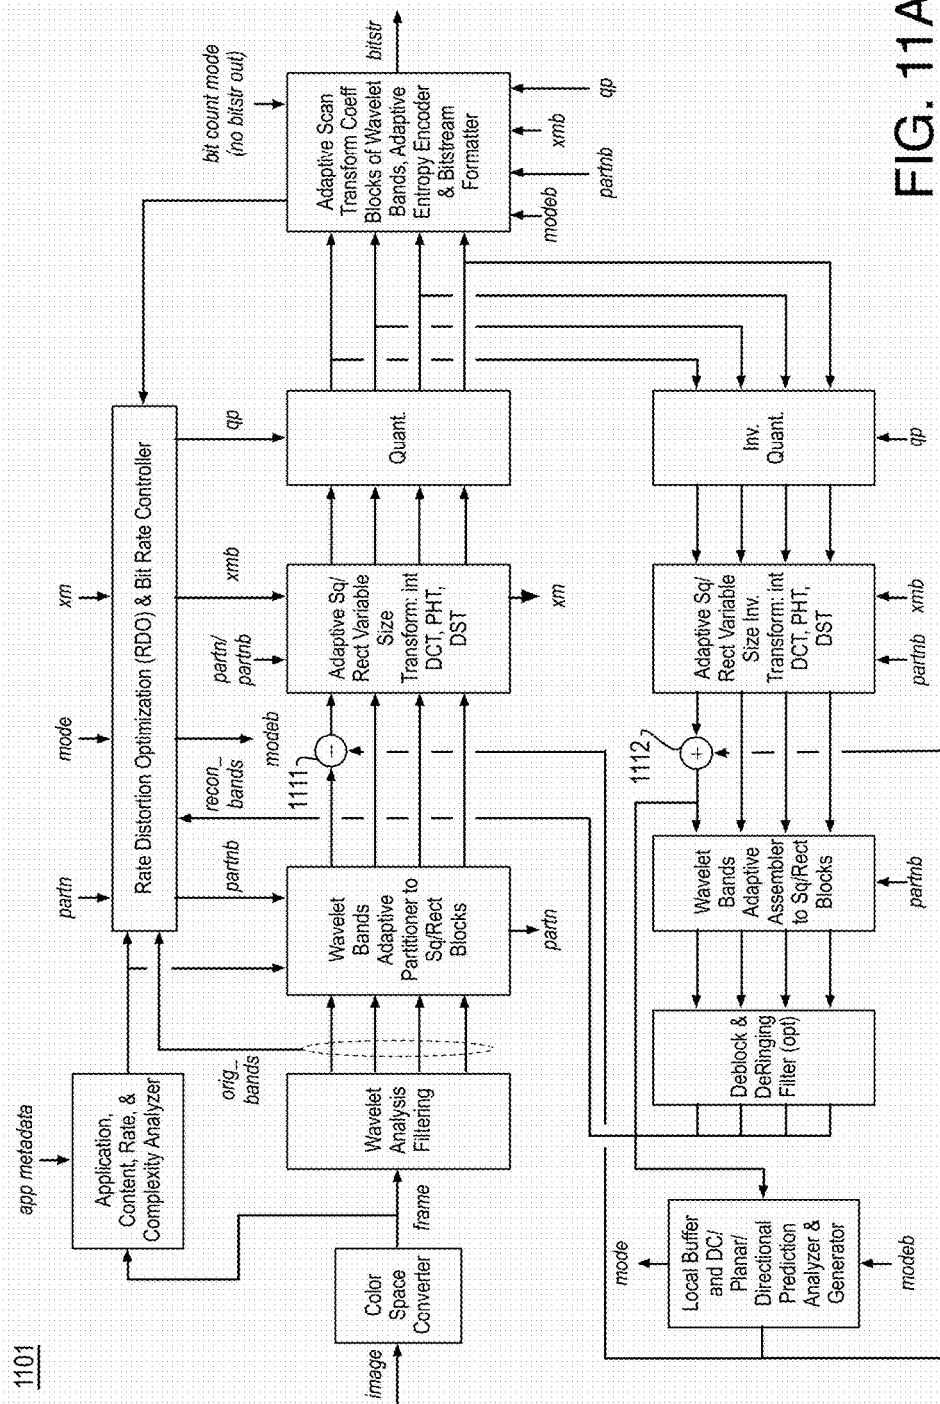 1101
FIG. 11A
image
Color
Space
Converter
frame
app metadata
Application,
Content, Rate, &
Complexity Analyzer
Wavelet
Analysis
Filtering
orig_
bands
partn
mode
xm
Rate Distortion Optimization (RDO) & Bit Rate Controller
partnb
recon_
bands
modeb
partn/
partnb
xmb
qp
bit count mode
(no bitstr out)
Wavelet
Bands
Adaptive
Partitioner to
Sq/Rect
Blocks
partn
1111
-
Adaptive Sq/
Rect Variable
Size
Transform: int
DCT, PHT,
DST
xm
Quant.
Adaptive Scan
Transform Coeff
Blocks of Wavelet
Bands, Adaptive
Entropy Encoder
& Bitstream
Formatter
bitstr
modeb
partnb
xmb
qp
mode
Local Buffer
and DC/
Planar/
Directional
Prediction
Analyzer &
Generator
modeb
Deblock &
DeRinging
Filter (opt)
Wavelet
Bands
Adaptive
Assembler
to Sq/Rect
Blocks
partnb
1112
+
Adaptive Sq/
Rect Variable
Size Inv.
Transform: int
DCT, PHT,
DST
partnb
xmb
Inv.
Quant.
qp